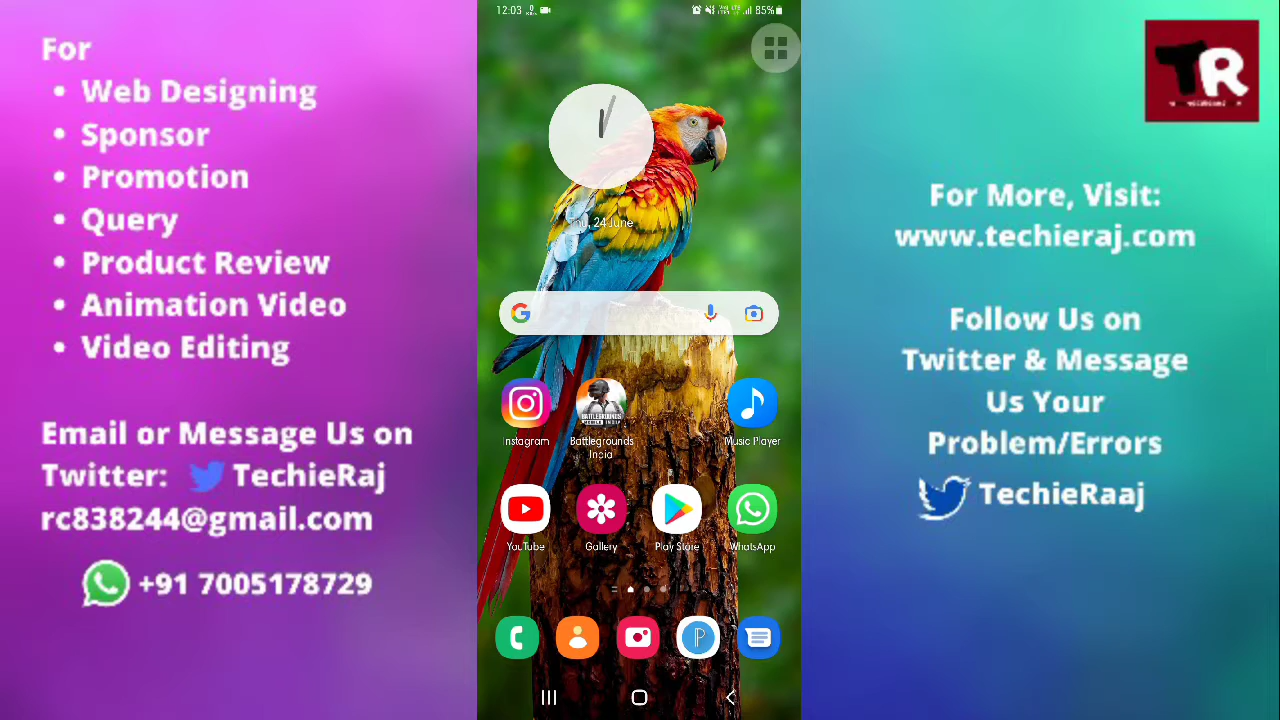 For
• Web Designing
• Sponsor
• Promotion
• Query
• Product Review
• Animation Video
• Video Editing
Email or Message Us on
Twitter: TechieRaj
rc838244@gmail.com
+91 7005178729
12:03
85%
Thu, 24 June
Instagram
Battlegrounds
India
Music Player
YouTube
Gallery
Play Store
WhatsApp
TR
For More, Visit:
www.techieraj.com
Follow Us on
Twitter & Message
Us Your
Problem/Errors
TechieRaaj